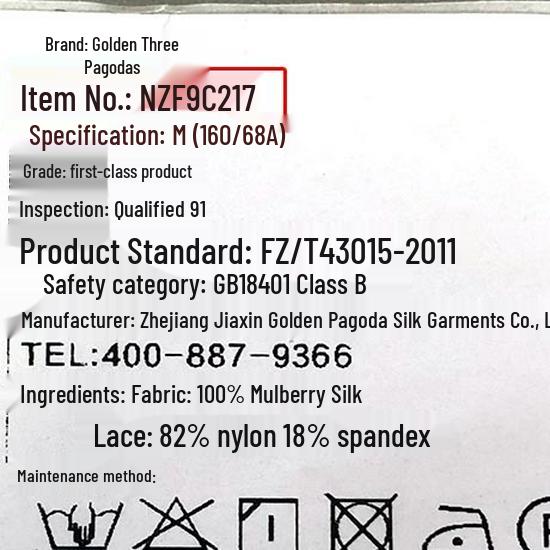 Brand: Golden Three
Pagodas
Item No.: NZF9C217
Specification: M (160/68A)
Grade: first-class product
Inspection: Qualified 91
Product Standard: FZ/T43015-2011
Safety category: GB18401 Class B
Manufacturer: Zhejiang Jiaxin Golden Pagoda Silk Garments Co., L
TEL:400-887-9366
Ingredients: Fabric: 100% Mulberry Silk
Lace: 82% nylon 18% spandex
Maintenance method: